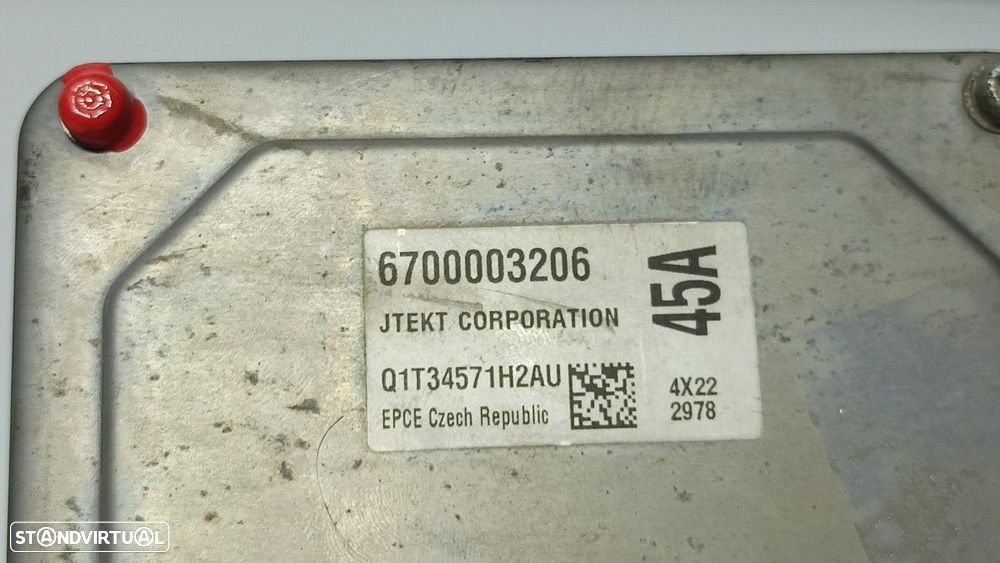 6700003206
45A
JTEKT CORPORATION
Q1T34571H2AU
4X22
EPCE Czech Republic
2978
STANDVIRTUAL